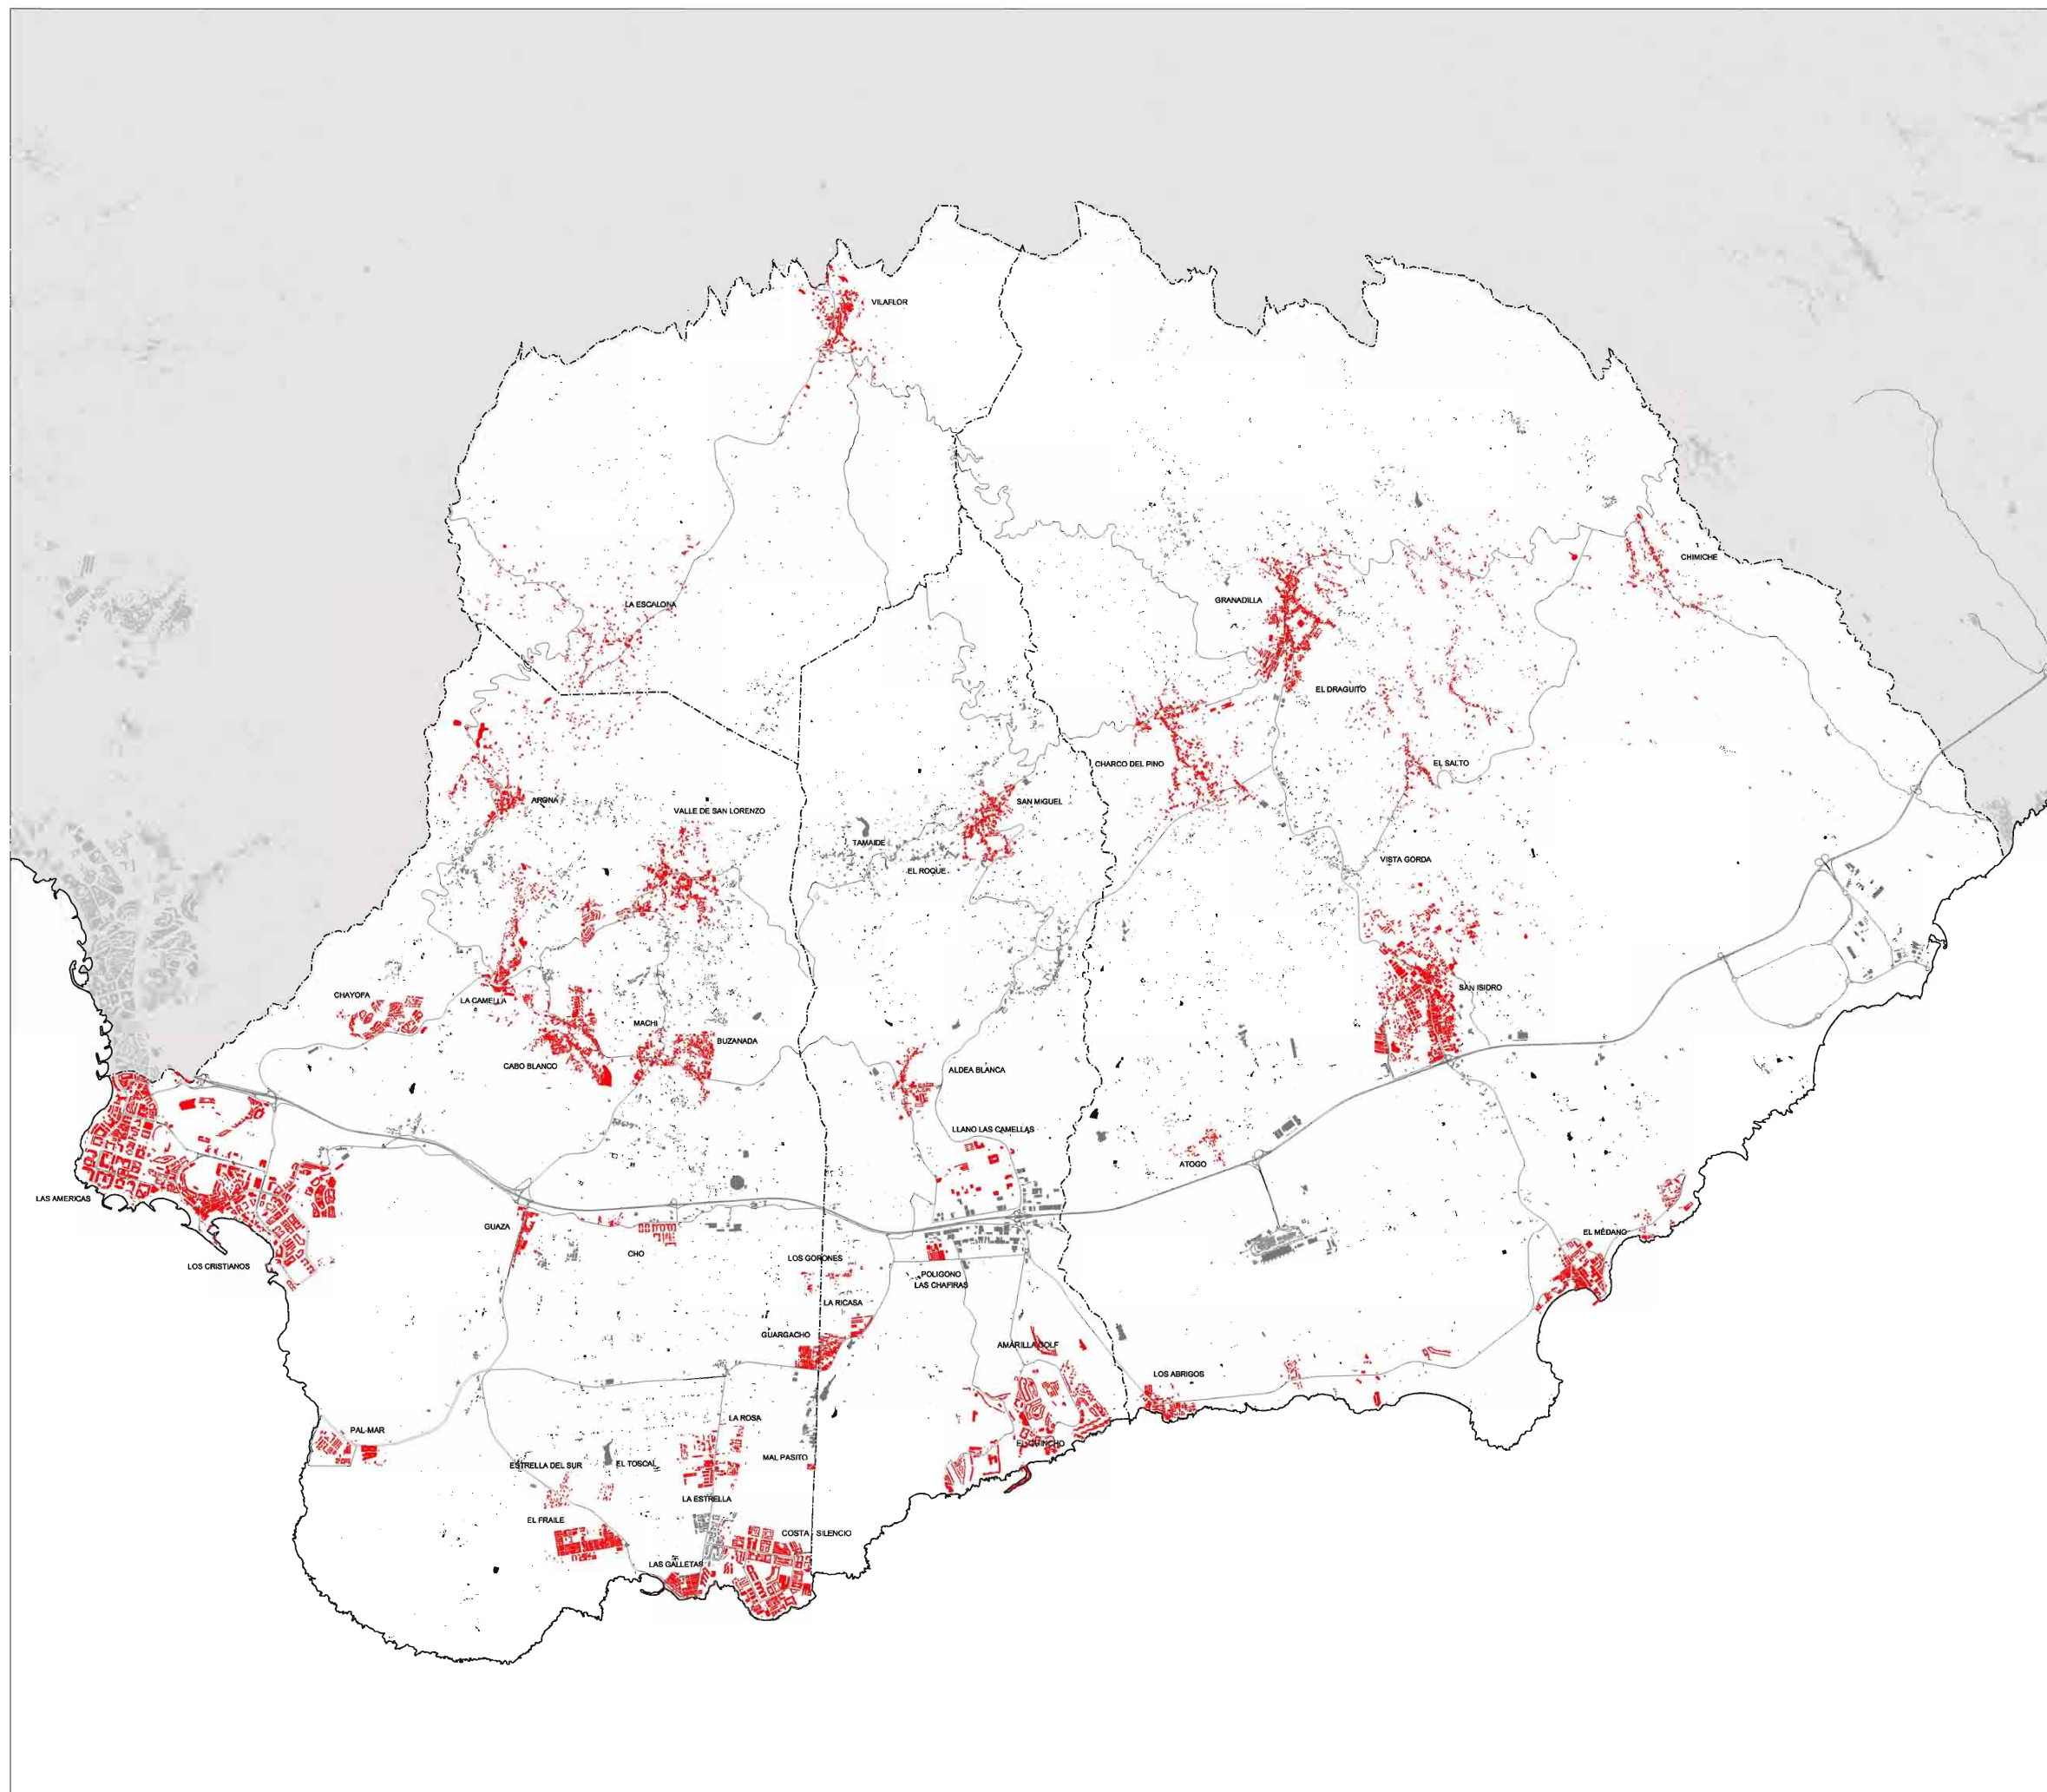 VILAFLOR
CHIMICHE
LA ESCALONA
GRANADILLA
EL DRAGUITO
CHARCO DEL PINO
EL SALTO
ARONA
SAN MIGUEL
VALLE DE SAN LORENZO
TAMAIDE
EL ROQUE
VISTA GORDA
CHAYOFA
LA CAMELLA
SAN ISIDRO
MACHI
BUZANADA
CABO BLANCO
ALDEA BLANCA
LLANO LAS CAMELLAS
ATOGO
LAS AMERICAS
GUAZA
CHO
EL MÉDANO
LOS CRISTIANOS
LOS GORONES
POLIGONO
LAS CHAFIRAS
LA RICASA
GUARGACHO
AMARILLA GOLF
LOS ABRIGOS
LA ROSA
PAL-MAR
EL GUINCHO
MAL PASITO
ESTRELLA DEL SUR
EL TOSCAL
LA ESTRELLA
EL FRAILE
COSTA SILENCIO
LAS GALLETAS